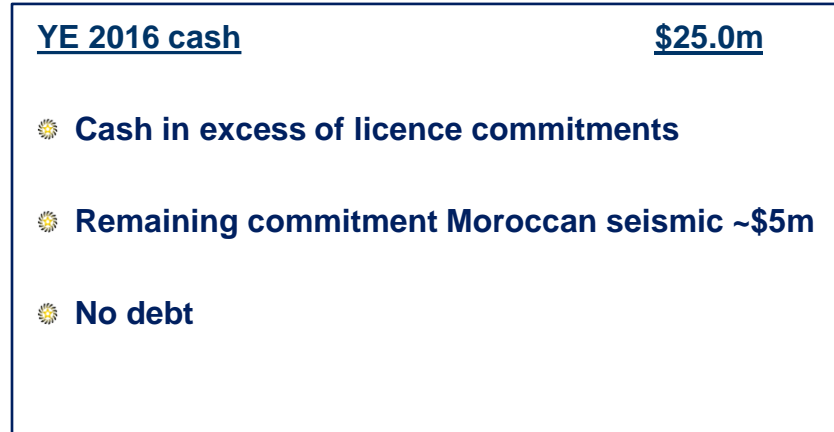 YE 2016 cash $25.0m
Cash in excess of licence commitments
Remaining commitment Moroccan seismic ~$5m
No debt